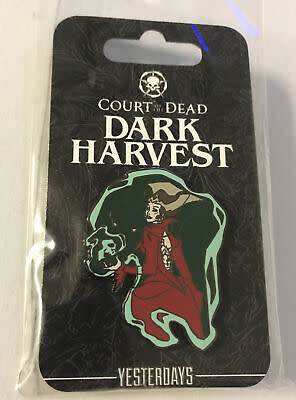 COURT OF THE DEAD
DARK
HARVEST
YESTERDAYS